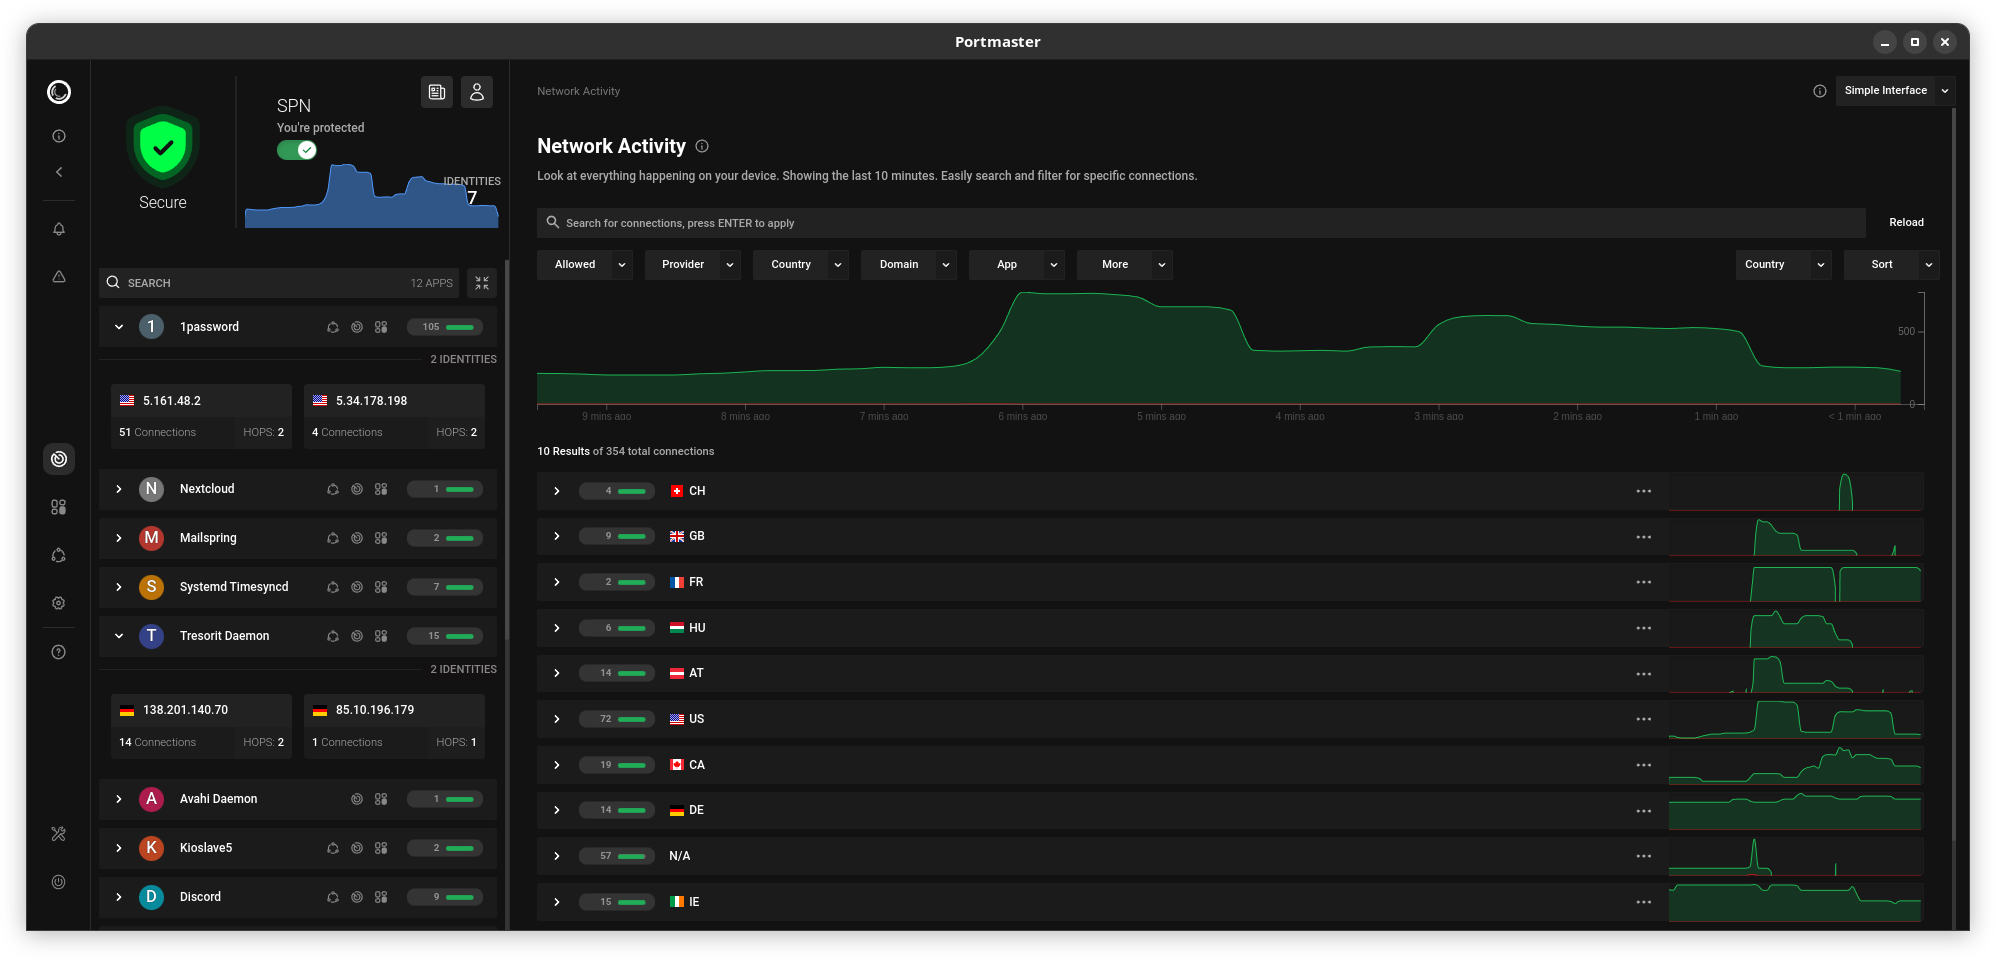 Portmaster
SPN
You're protected
IDENTITIES
7
Secure
SEARCH
12 APPS
1
1password
105
2 IDENTITIES
5.161.48.2
51 Connections
HOPS: 2
5.34.178.198
4 Connections
HOPS: 2
N
Nextcloud
1
M
Mailspring
2
S
Systemd Timesyncd
7
T
Tresorit Daemon
15
2 IDENTITIES
138.201.140.70
14 Connections
HOPS: 2
85.10.196.179
1 Connections
HOPS: 1
A
Avahi Daemon
1
K
Kioslave5
2
D
Discord
9
Network Activity
Simple Interface
Network Activity
Look at everything happening on your device. Showing the last 10 minutes. Easily search and filter for specific connections.
Search for connections, press ENTER to apply
Reload
Allowed
Provider
Country
Domain
App
More
Country
Sort
500
0
9 mins ago
8 mins ago
7 mins ago
6 mins ago
5 mins ago
4 mins ago
3 mins ago
2 mins ago
1 min ago
< 1 min ago
10 Results of 354 total connections
4 CH
9 GB
2 FR
6 HU
14 AT
72 US
19 CA
14 DE
57 N/A
15 IE